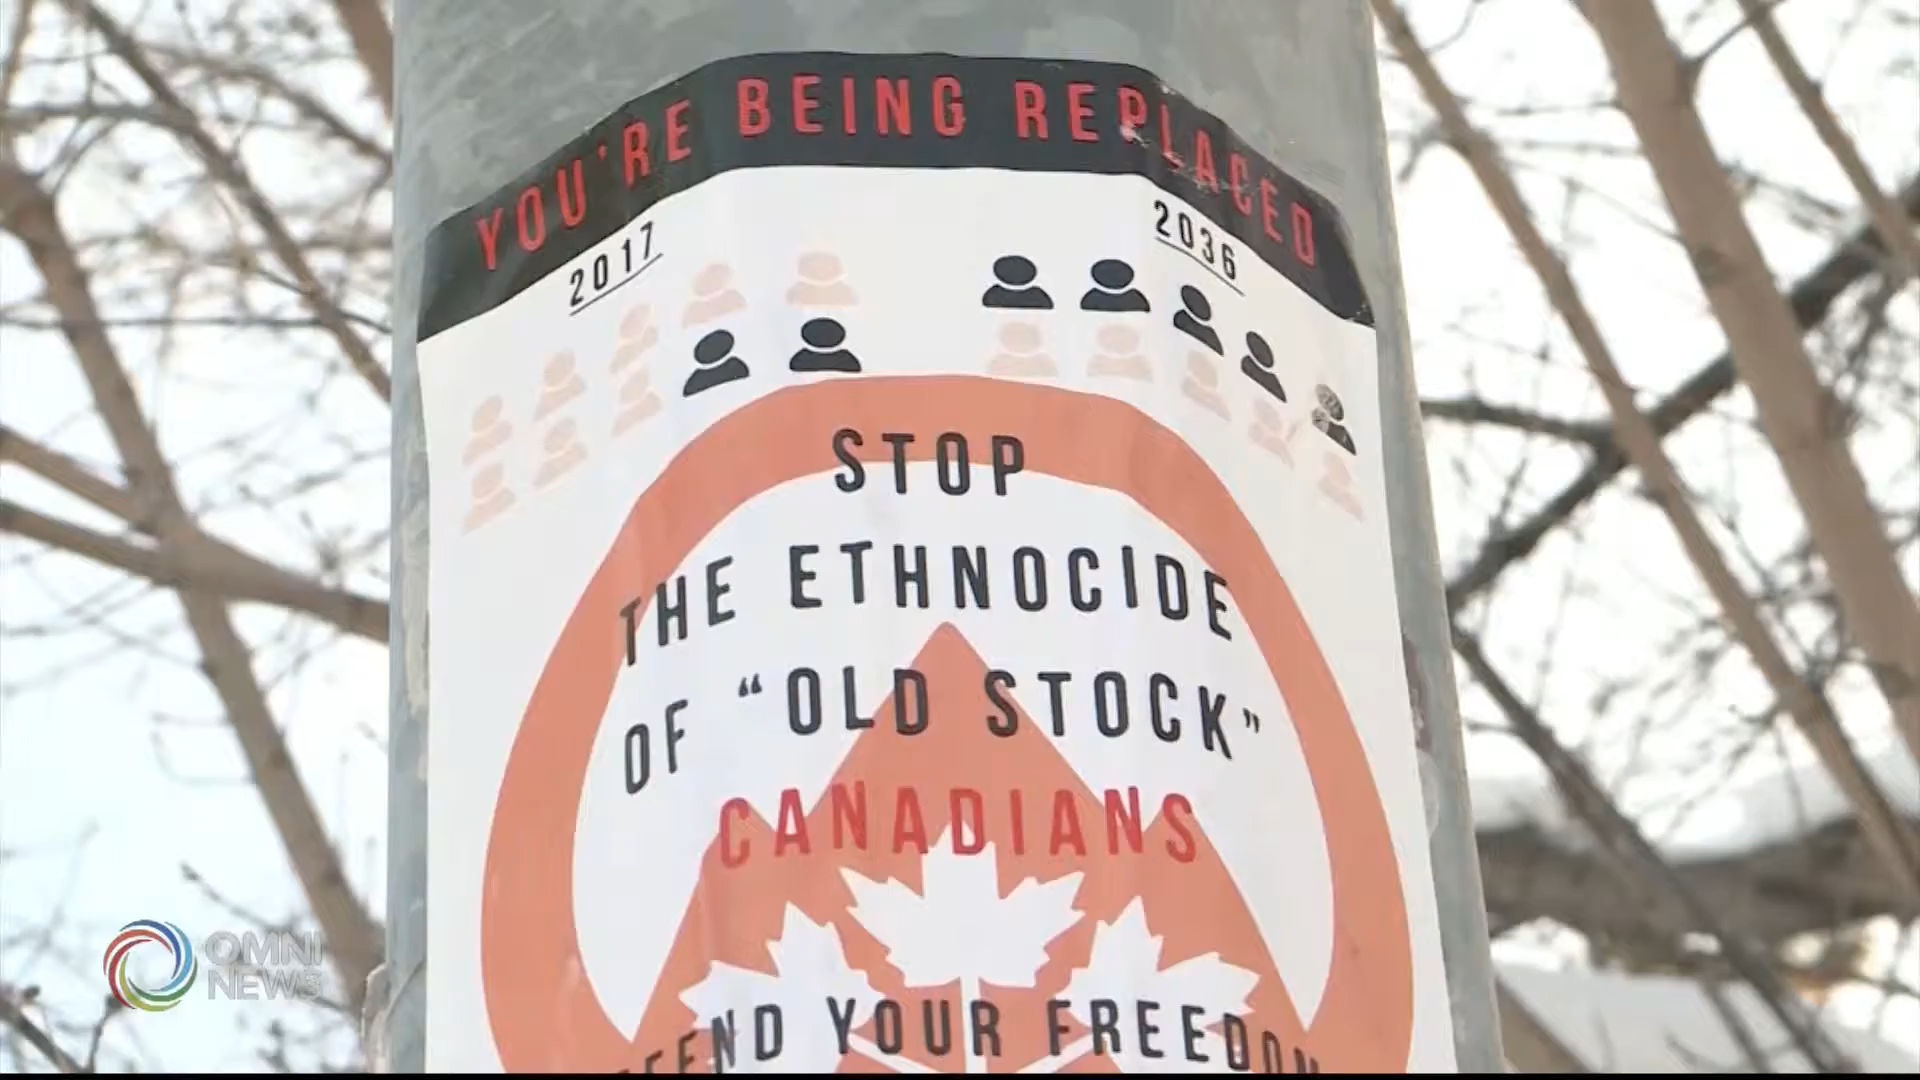 YOU'RE BEING REPLACED
2017
2036
STOP
THE ETHNOCIDE
OF “OLD STOCK”
CANADIANS
YOUR FREEDOM
OMNI
NEWS